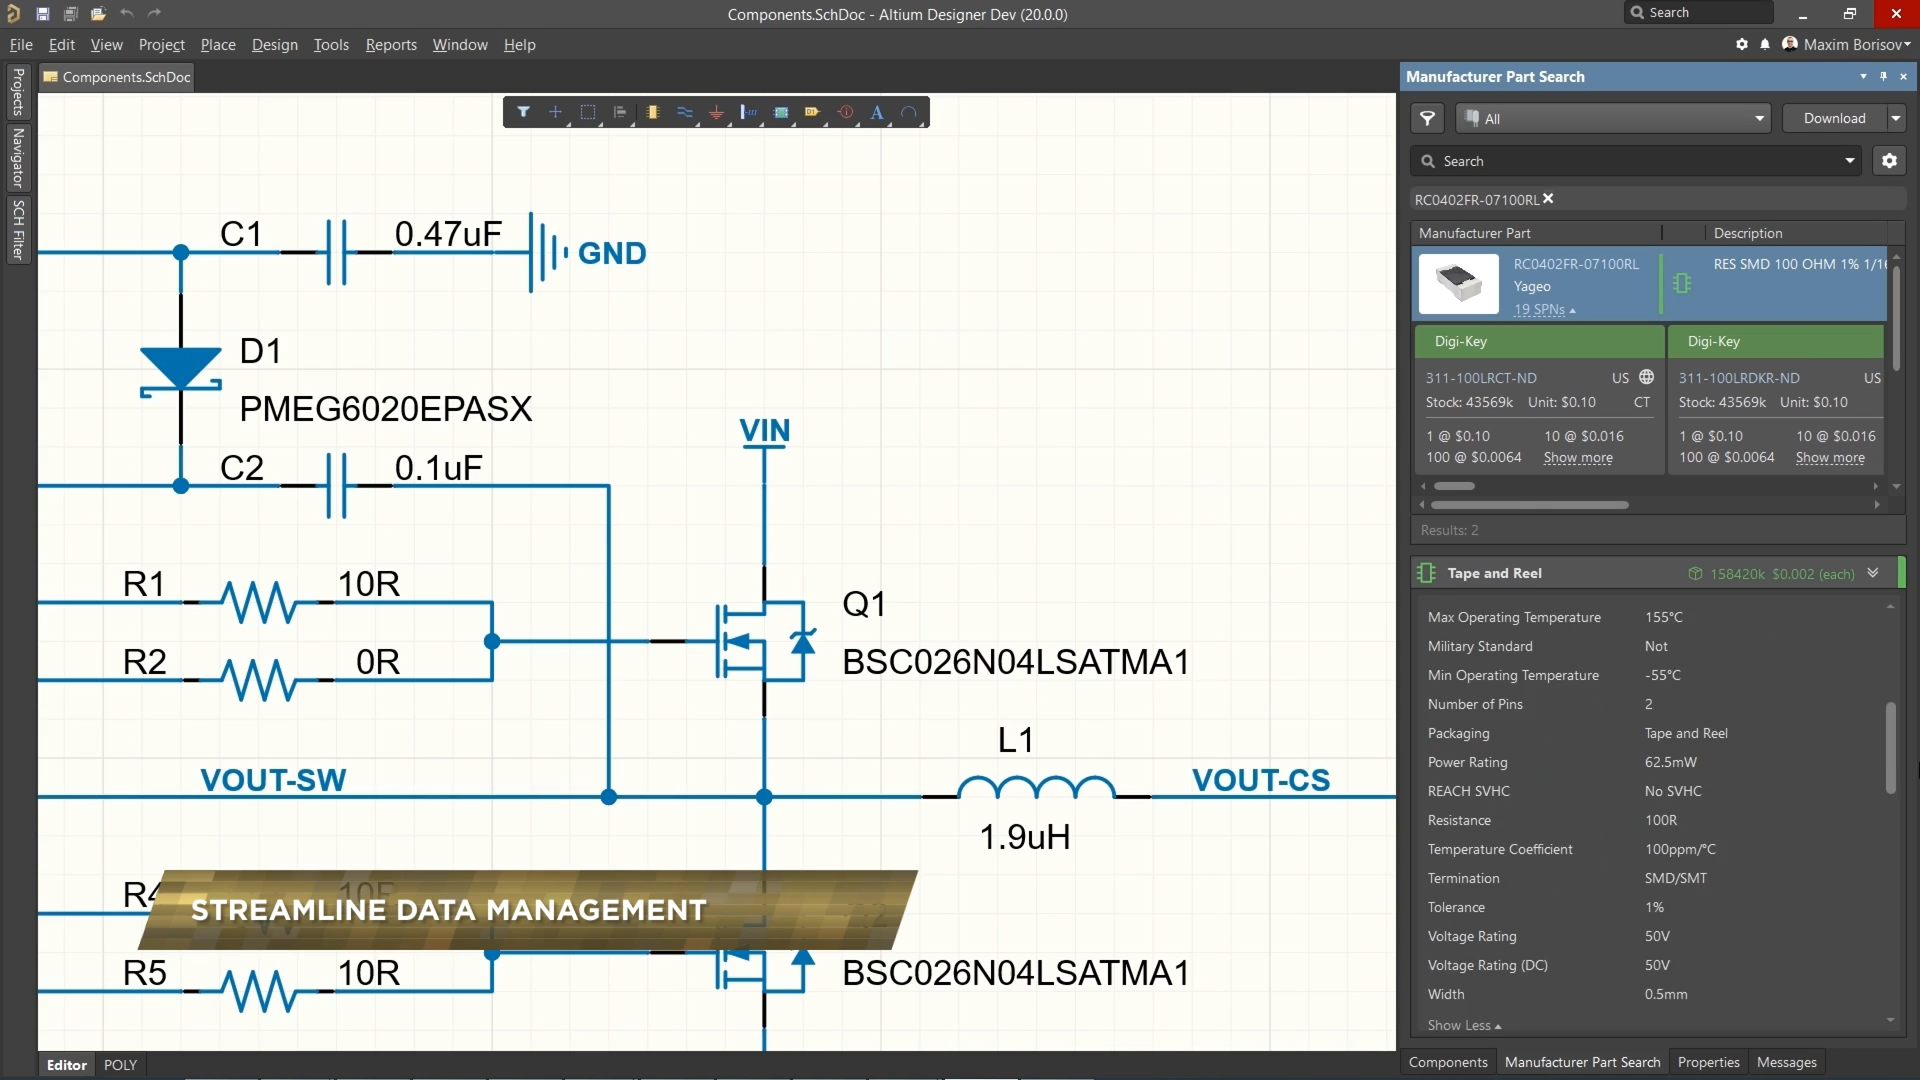 Components.SchDoc - Altium Designer Dev (20.0.0)
Search
File Edit View Project Place Design Tools Reports Window Help
Maxim Borisov
Projects
Navigator
SCH Filter
Components.SchDoc
C1
0.47uF
GND
D1
PMEG6020EPASX
C2
0.1uF
VIN
R1
10R
R2
0R
Q1
BSC026N04LSATMA1
L1
1.9uH
VOUT-SW
VOUT-CS
R4
10R
STREAMLINE DATA MANAGEMENT
R5
10R
BSC026N04LSATMA1
Editor
POLY
Manufacturer Part Search
All
Download
Search
RC0402FR-07100RL
Manufacturer Part
Description
RC0402FR-07100RL
Yageo
19 SPNs
RES SMD 100 OHM 1% 1/16
Digi-Key
311-100LRCT-ND US
Stock: 43569k Unit: $0.10 CT
1 @ $0.10 10 @ $0.016
100 @ $0.0064 Show more
Digi-Key
311-100LRDKR-ND US
Stock: 43569k Unit: $0.10
1 @ $0.10 10 @ $0.016
100 @ $0.0064 Show more
Results: 2
Tape and Reel 158420k $0.002 (each)
Max Operating Temperature 155°C
Military Standard Not
Min Operating Temperature -55°C
Number of Pins 2
Packaging Tape and Reel
Power Rating 62.5mW
REACH SVHC No SVHC
Resistance 100R
Temperature Coefficient 100ppm/°C
Termination SMD/SMT
Tolerance 1%
Voltage Rating 50V
Voltage Rating (DC) 50V
Width 0.5mm
Show Less
Components
Manufacturer Part Search
Properties
Messages